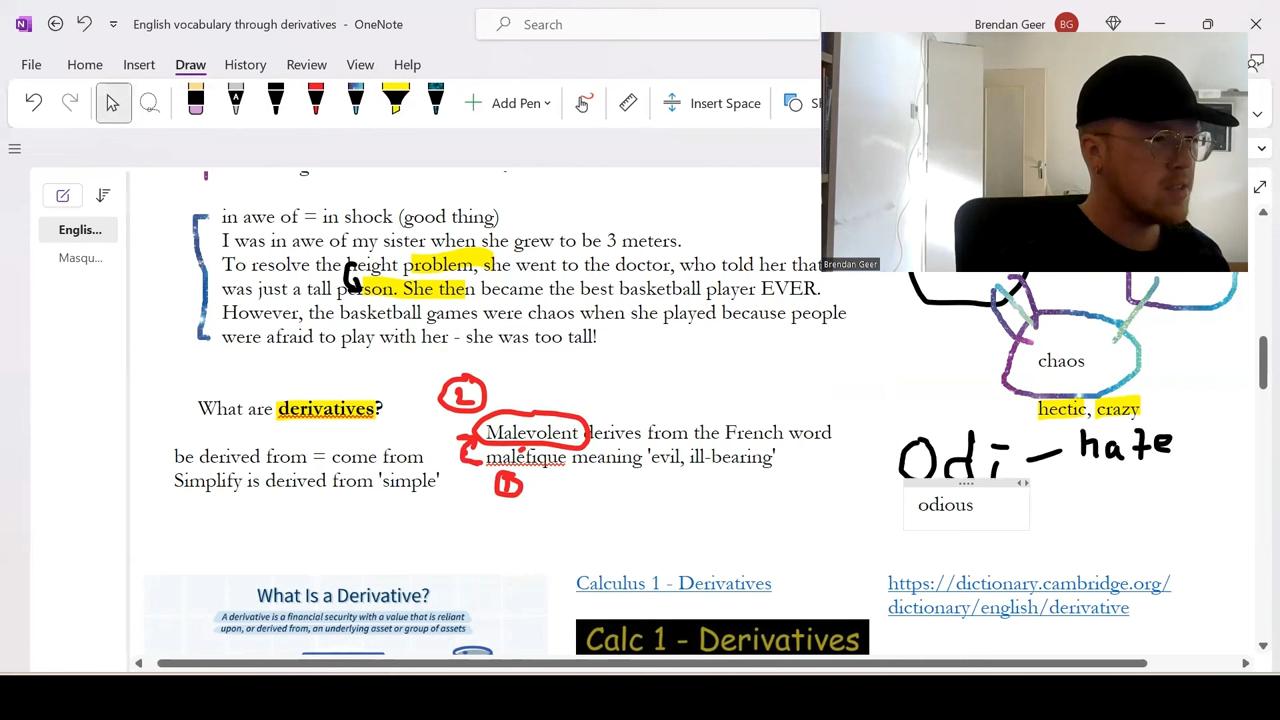 English vocabulary through derivatives - OneNote
Search
Brendan Geer
BG
File Home Insert Draw History Review View Help
Add Pen
Insert Space
Englis...
Masqu...
in awe of = in shock (good thing)
I was in awe of my sister when she grew to be 3 meters.
To resolve the height problem, she went to the doctor, who told her that
was just a tall person. She then became the best basketball player EVER.
However, the basketball games were chaos when she played because people
were afraid to play with her - she was too tall!
Brendan Geer
chaos
hectic, crazy
What are derivatives?
2
Malevolent derives from the French word
maléfique meaning 'evil, ill-bearing'
1
be derived from = come from
Simplify is derived from 'simple'
Odi — hate
odious
What Is a Derivative?
A derivative is a financial security with a value that is reliant
upon, or derived from, an underlying asset or group of assets
Calculus 1 - Derivatives
Calc 1 - Derivatives
https://dictionary.cambridge.org/
dictionary/english/derivative